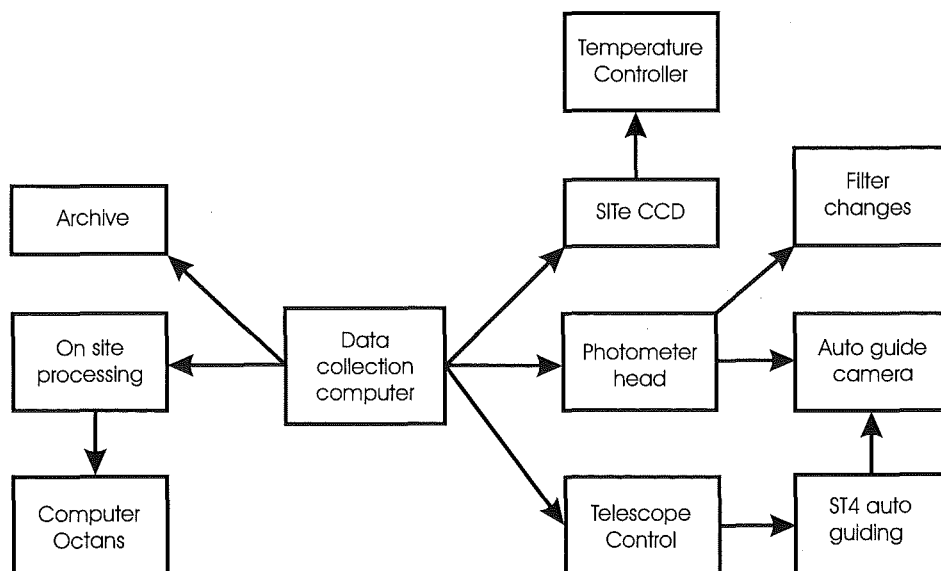 Temperature
Controller
Archive
SITe CCD
Filter
changes
On site
processing
Data
collection
computer
Photometer
head
Auto guide
camera
Computer
Octans
Telescope
Control
ST4 auto
guiding